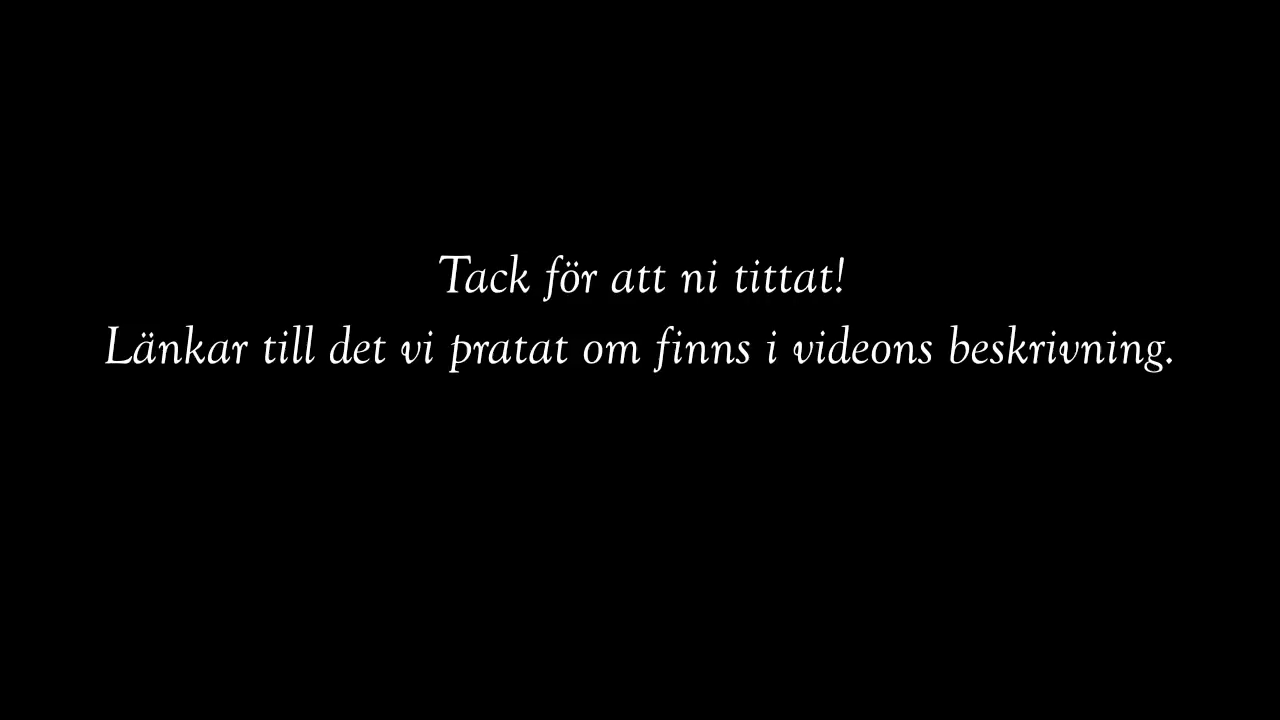 Tack för att ni tittat!
Länkar till det vi pratat om finns i videons beskrivning.